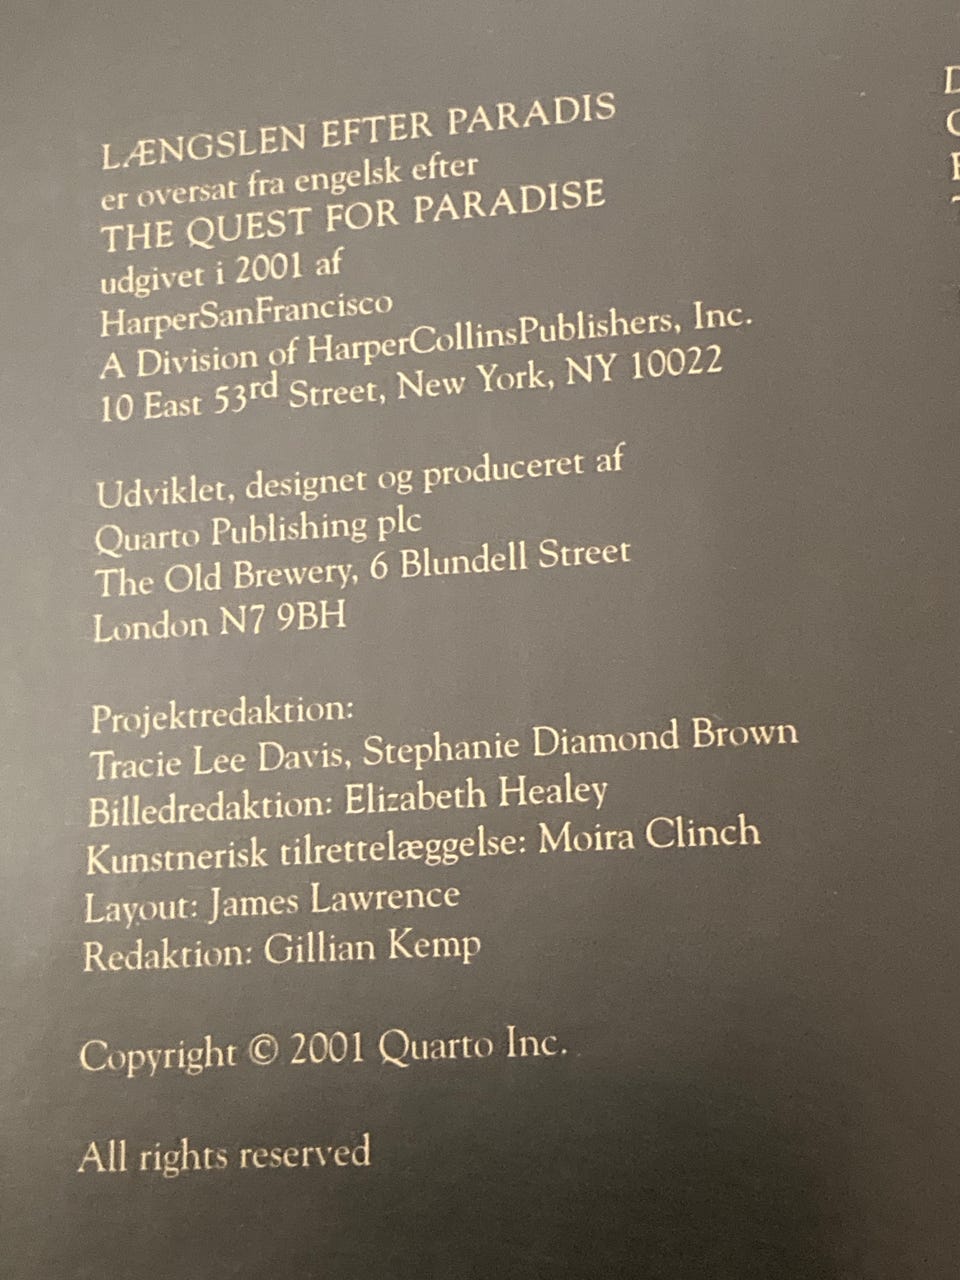 LÆNGSLEN EFTER PARADIS
er oversat fra engelsk efter
THE QUEST FOR PARADISE
udgivet i 2001 af
HarperSanFrancisco
A Division of HarperCollinsPublishers, Inc.
10 East 53rd Street, New York, NY 10022
Udviklet, designet og produceret af
Quarto Publishing plc
The Old Brewery, 6 Blundell Street
London N7 9BH
Projektredaktion:
Tracie Lee Davis, Stephanie Diamond Brown
Billedredaktion: Elizabeth Healey
Kunstnerisk tilrettelæggelse: Moira Clinch
Layout: James Lawrence
Redaktion: Gillian Kemp
Copyright © 2001 Quarto Inc.
All rights reserved